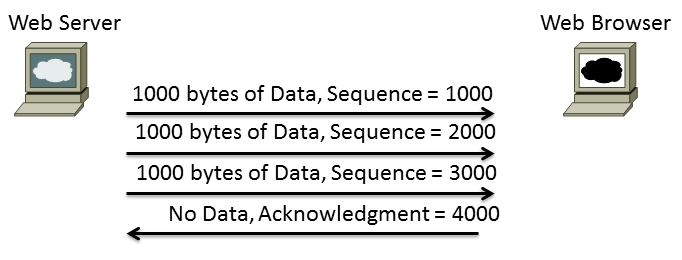 Web Server
Web Browser
1000 bytes of Data, Sequence = 1000
1000 bytes of Data, Sequence = 2000
1000 bytes of Data, Sequence = 3000
No Data, Acknowledgment = 4000